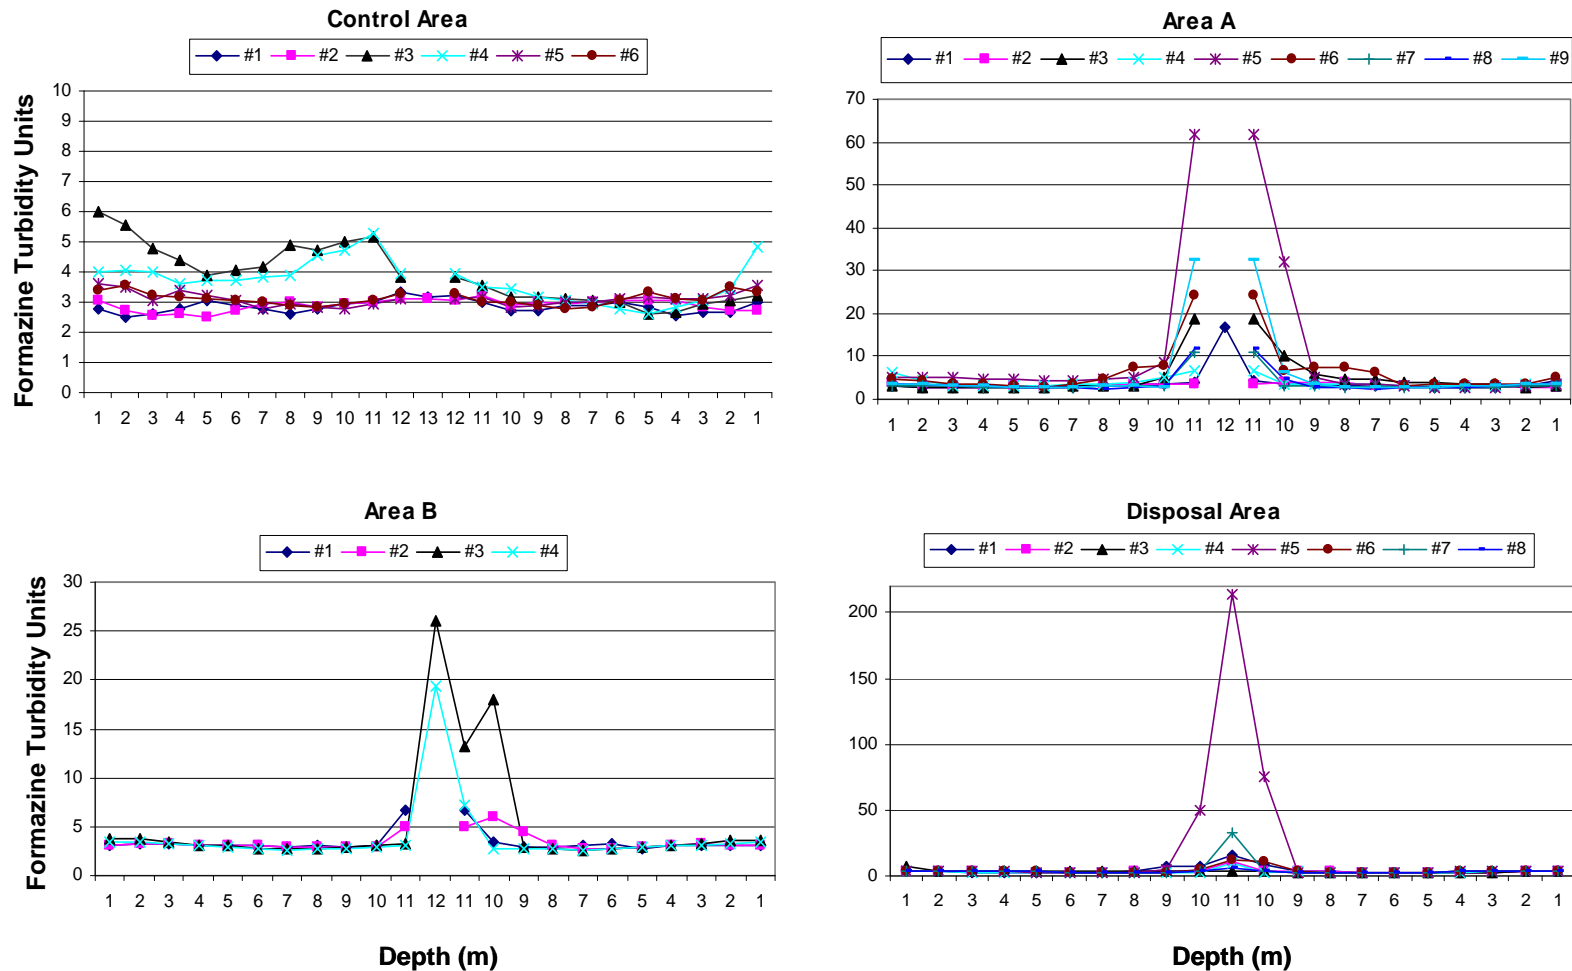 Control Area
#1 #2 #3 #4 #5 #6
Formazine Turbidity Units
10
9
8
7
6
5
4
3
2
1
0
1 2 3 4 5 6 7 8 9 10 11 12 13 12 11 10 9 8 7 6 5 4 3 2 1
Area A
#1 #2 #3 #4 #5 #6 #7 #8 #9
70
60
50
40
30
20
10
0
1 2 3 4 5 6 7 8 9 10 11 12 11 10 9 8 7 6 5 4 3 2 1
Area B
#1 #2 #3 #4
Formazine Turbidity Units
30
25
20
15
10
5
0
1 2 3 4 5 6 7 8 9 10 11 12 11 10 9 8 7 6 5 4 3 2 1
Depth (m)
Disposal Area
#1 #2 #3 #4 #5 #6 #7 #8
200
150
100
50
0
1 2 3 4 5 6 7 8 9 10 11 10 9 8 7 6 5 4 3 2 1
Depth (m)